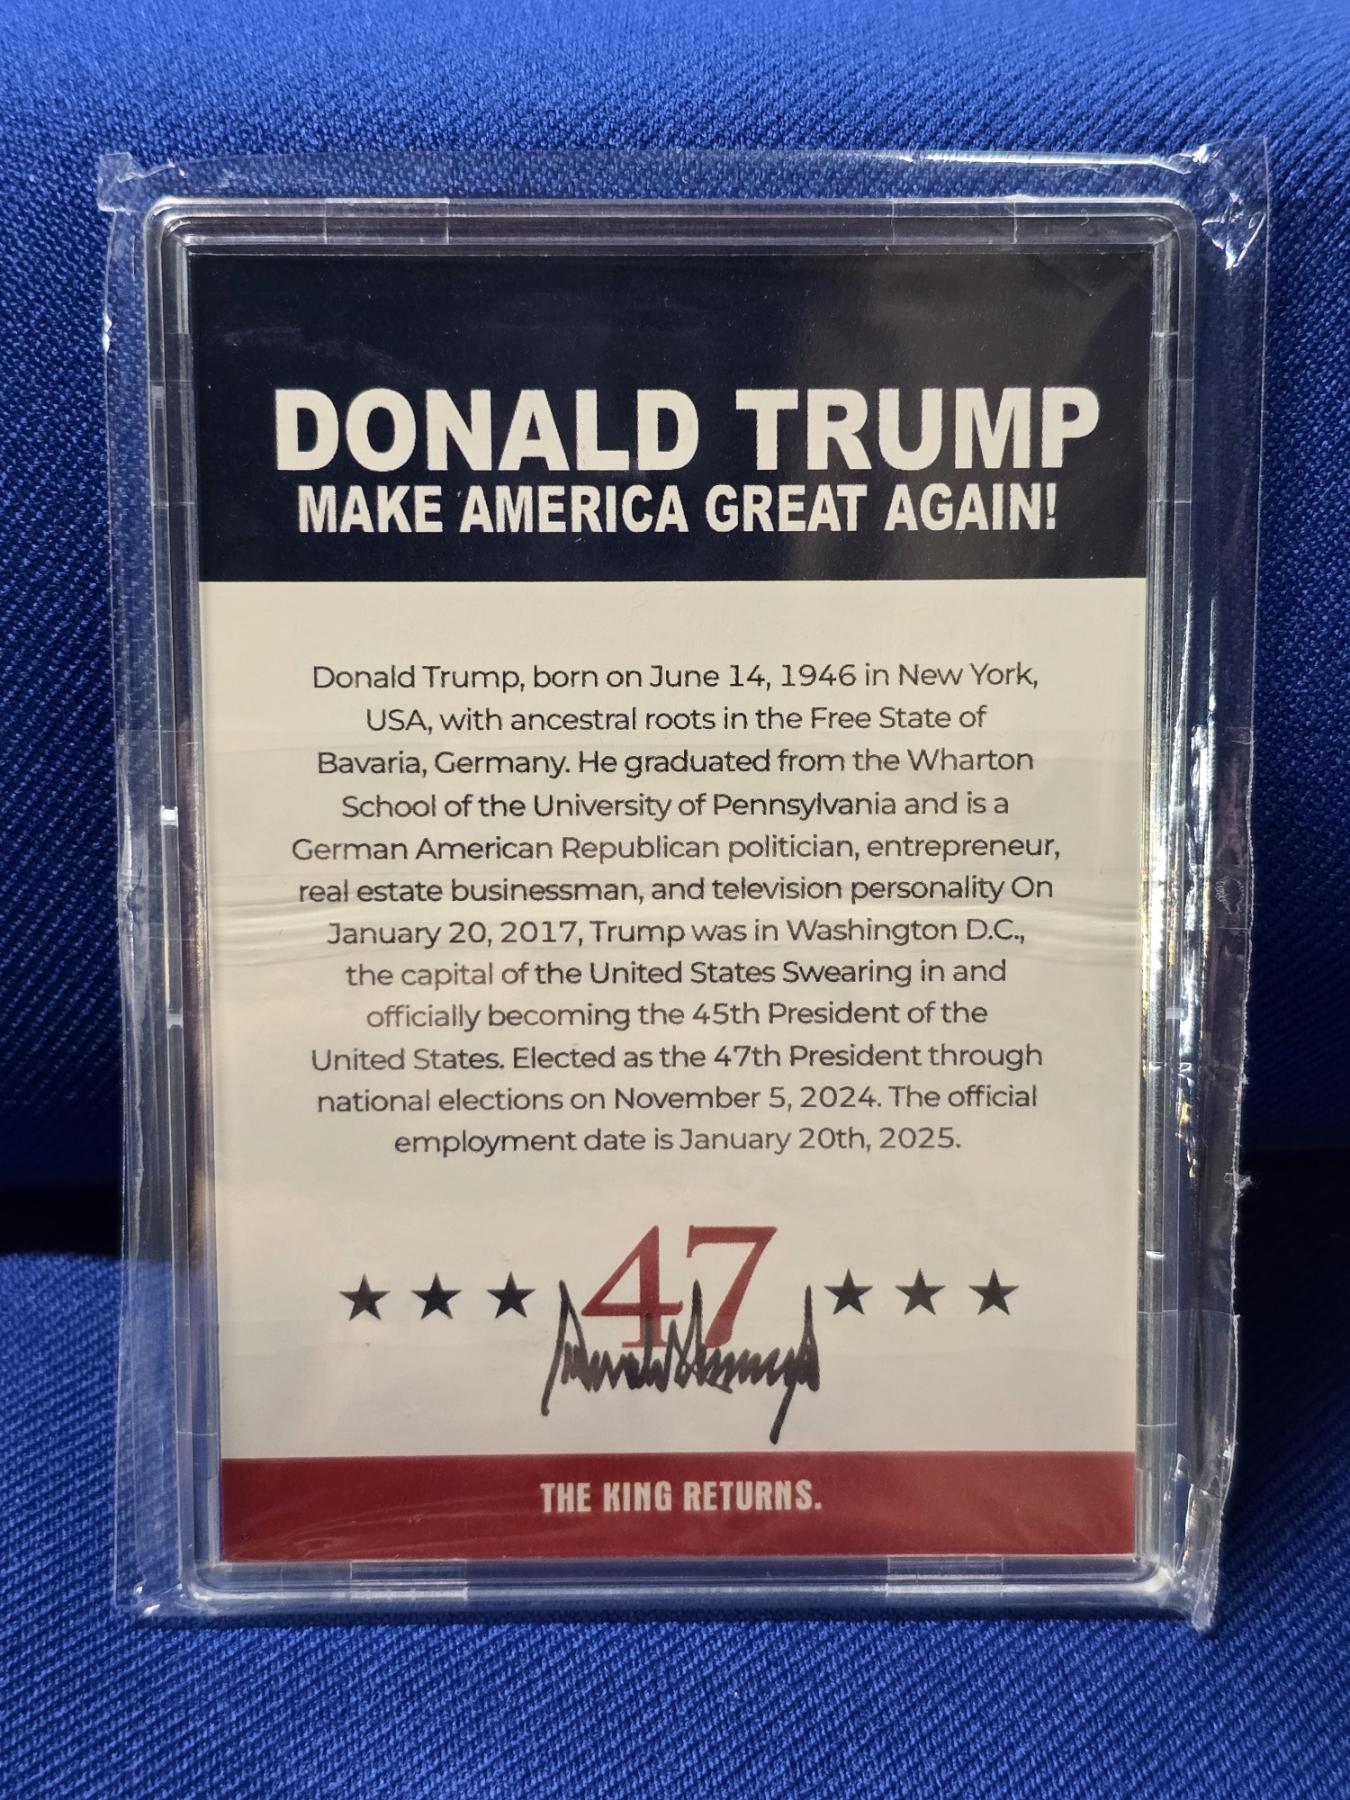 DONALD TRUMP
MAKE AMERICA GREAT AGAIN!
Donald Trump, born on June 14, 1946 in New York,
USA, with ancestral roots in the Free State of
Bavaria, Germany. He graduated from the Wharton
School of the University of Pennsylvania and is a
German American Republican politician, entrepreneur,
real estate businessman, and television personality On
January 20, 2017, Trump was in Washington D.C.,
the capital of the United States Swearing in and
officially becoming the 45th President of the
United States. Elected as the 47th President through
national elections on November 5, 2024. The official
employment date is January 20th, 2025.
47
Donald Trump
THE KING RETURNS.